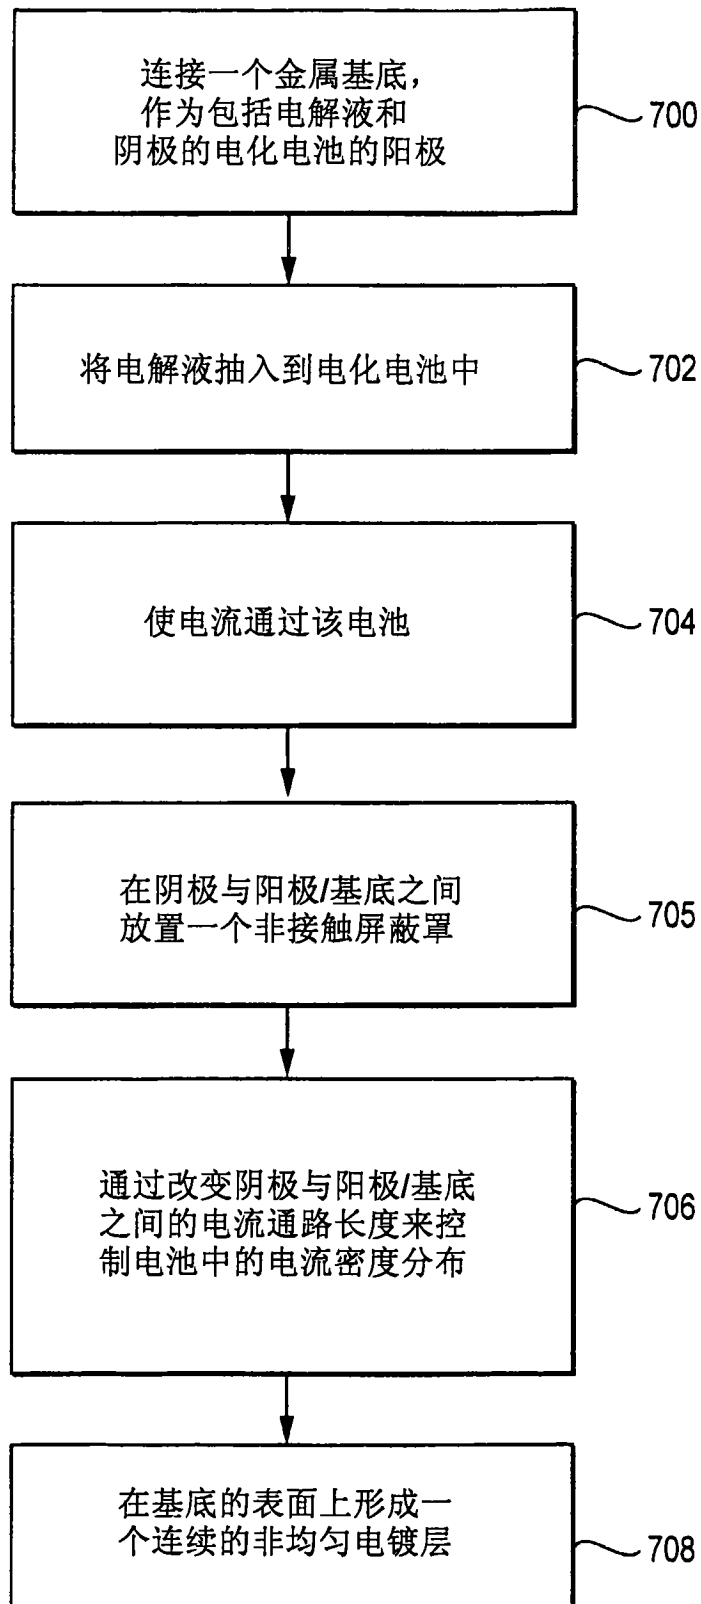 连接一个金属基底，
作为包括电解液和
阴极的电化电池的阳极
700
将电解液抽入到电化电池中
702
使电流通过该电池
704
在阴极与阳极/基底之间
放置一个非接触屏蔽罩
705
通过改变阴极与阳极/基底
之间的电流通路长度来控
制电池中的电流密度分布
706
在基底的表面上形成一
个连续的非均匀电镀层
708